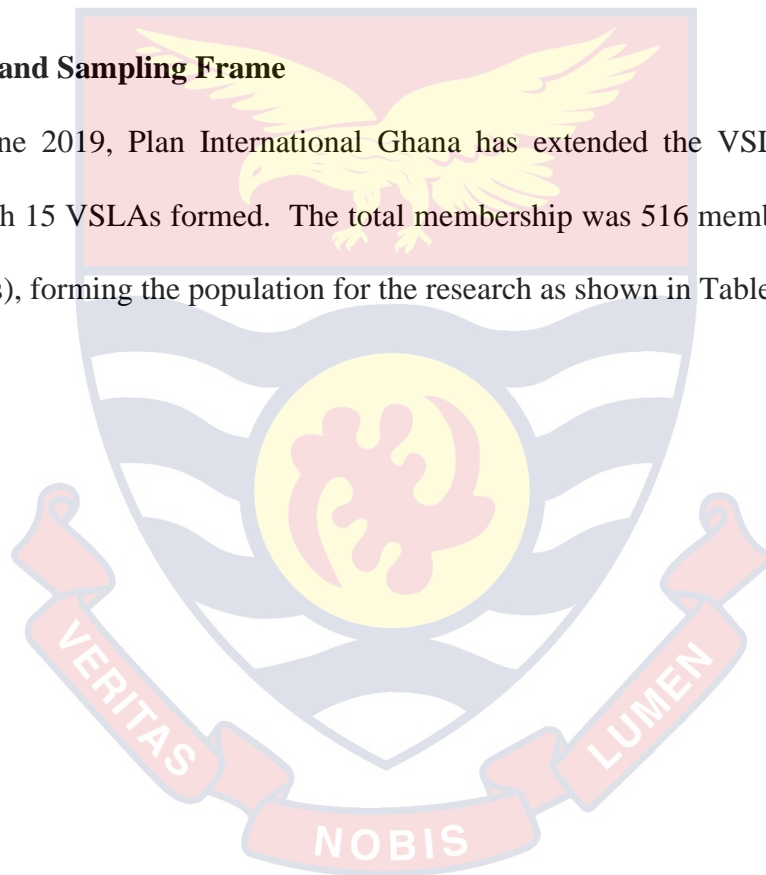 and Sampling Frame
ne 2019, Plan International Ghana has extended the VSL
h 15 VSLAs formed. The total membership was 516 memb
s), forming the population for the research as shown in Table
VERITAS
NOBIS
LUMEN